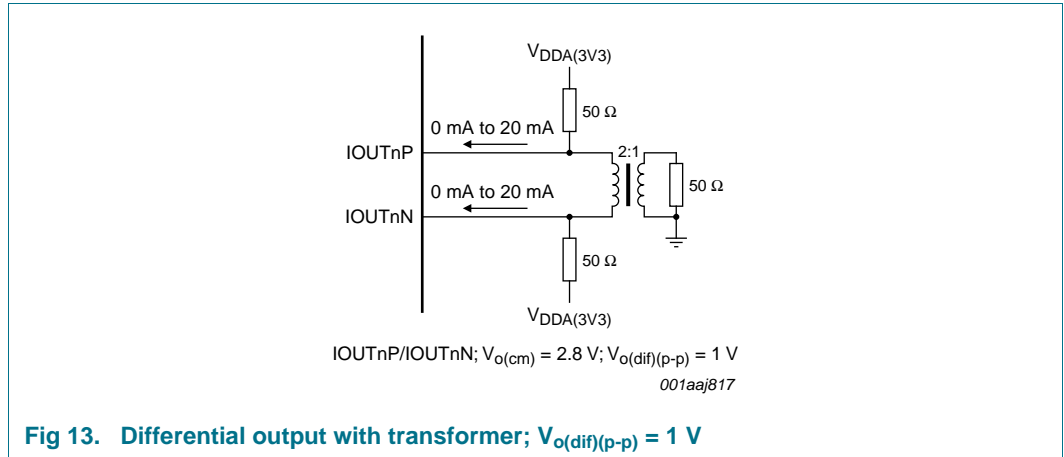 VDDA(3V3)
50 Ω
0 mA to 20 mA
IOUTnP
2:1
0 mA to 20 mA
50 Ω
IOUTnN
50 Ω
VDDA(3V3)
IOUTnP/IOUTnN; Vo(cm) = 2.8 V; Vo(dif)(p-p) = 1 V
001aaj817
Fig 13. Differential output with transformer; Vo(dif)(p-p) = 1 V